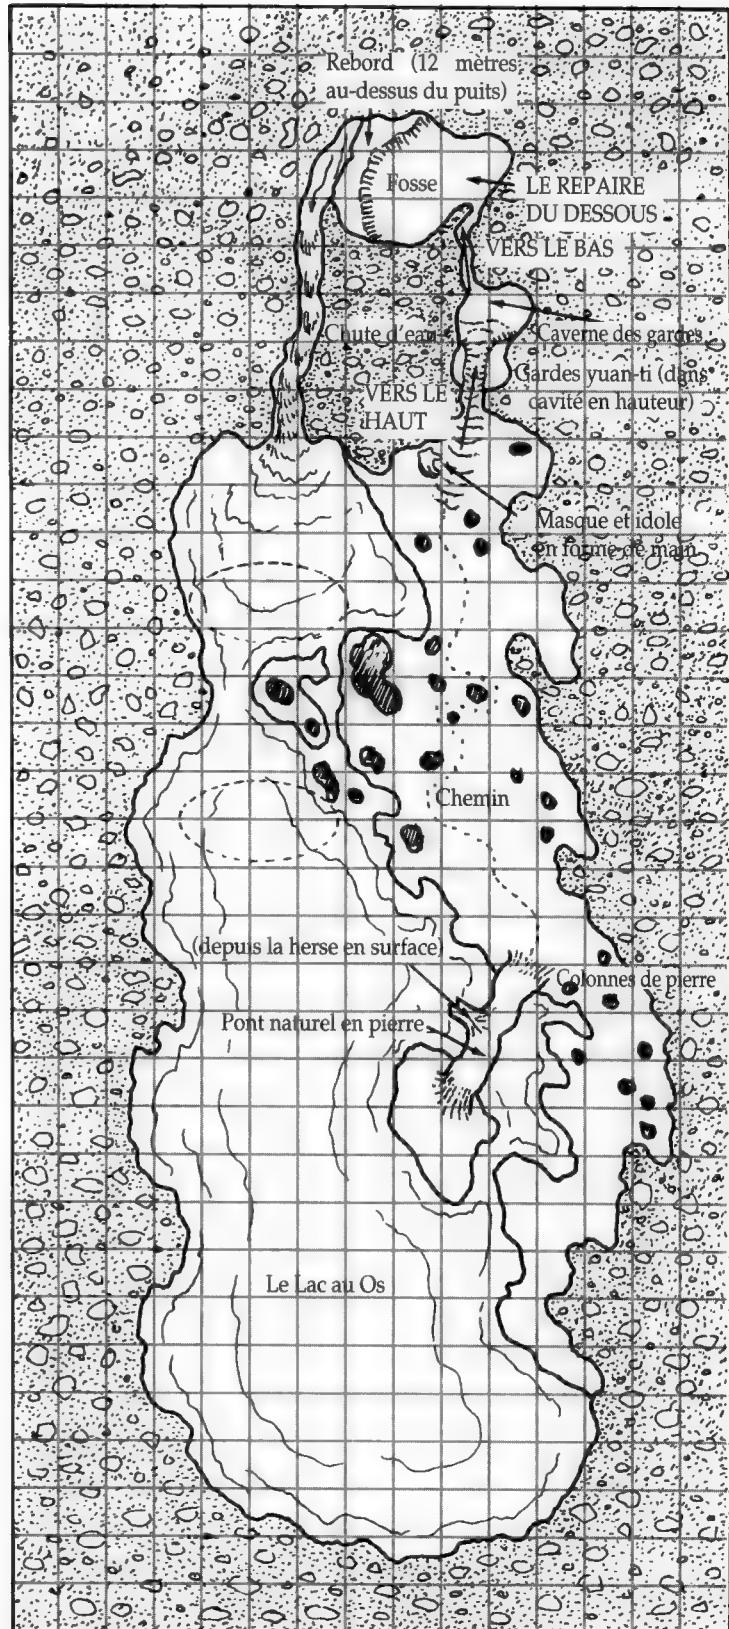 Rebord (12 mètres
au-dessus du puits)
Fosse
LE REPAIRE
DU DESSOUS
VERS LE BAS
Chute d'eau
Caverne des gardes
Gardes yuan-ti (dans
cavité en hauteur)
VERS LE
HAUT
Masque et idole
en forme de main
Chemin
(depuis la herse en surface)
Colonnes de pierre
Pont naturel en pierre
Le Lac au Os